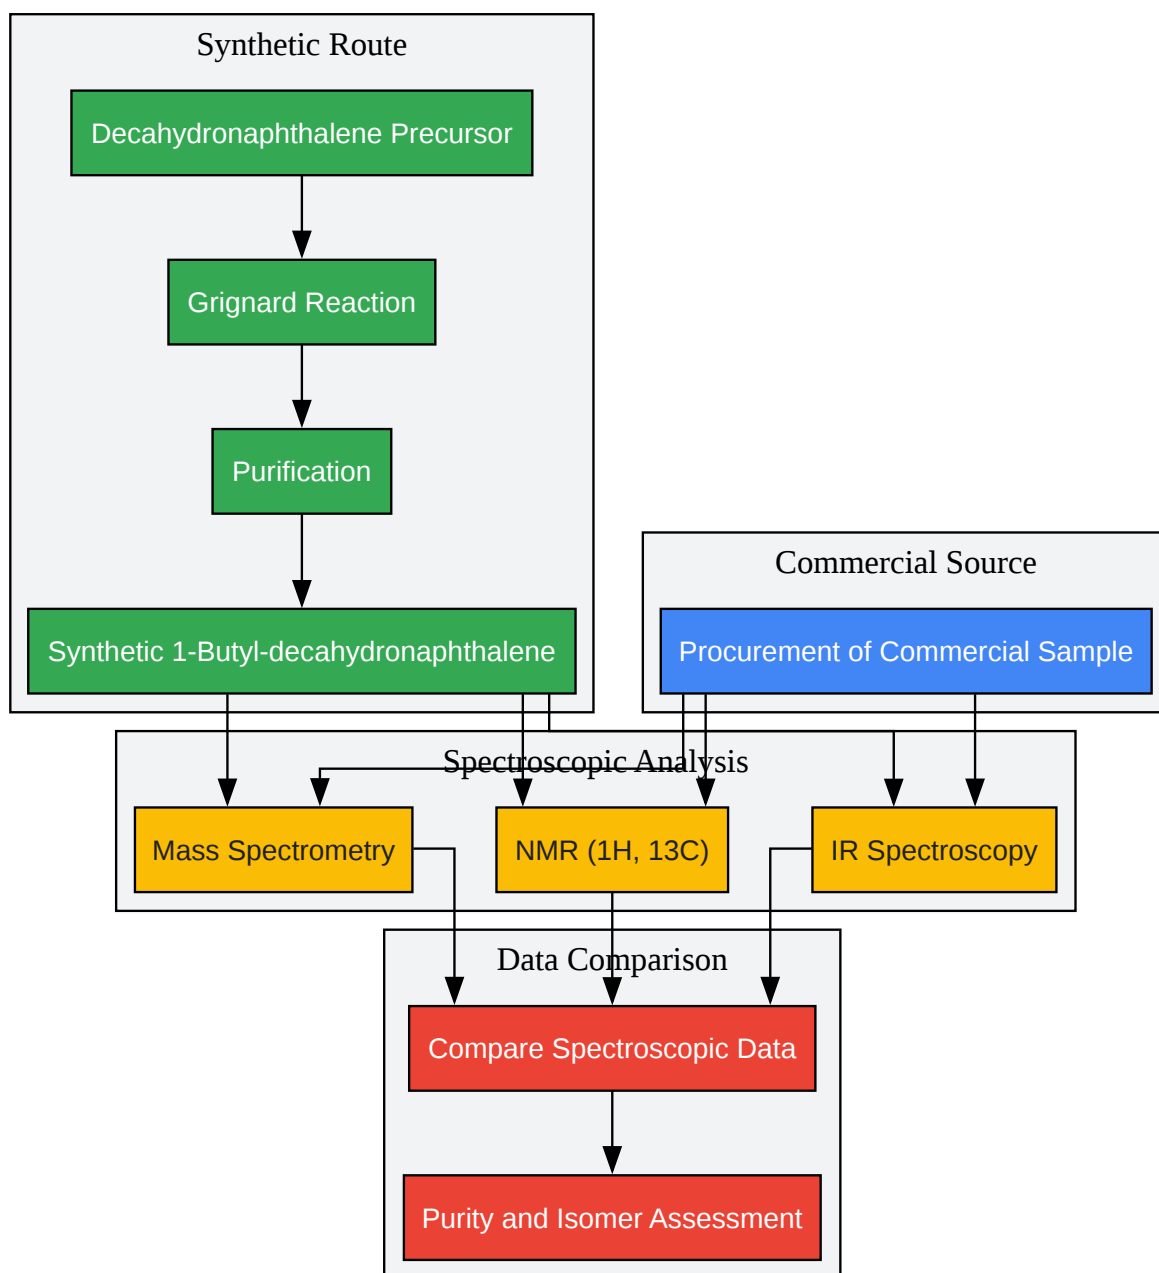 Synthetic Route
Decahydronaphthalene Precursor
Grignard Reaction
Purification
Commercial Source
Synthetic 1-Butyl-decahydronaphthalene
Procurement of Commercial Sample
Spectroscopic Analysis
Mass Spectrometry
NMR (1H, 13C)
IR Spectroscopy
Data Comparison
Compare Spectroscopic Data
Purity and Isomer Assessment